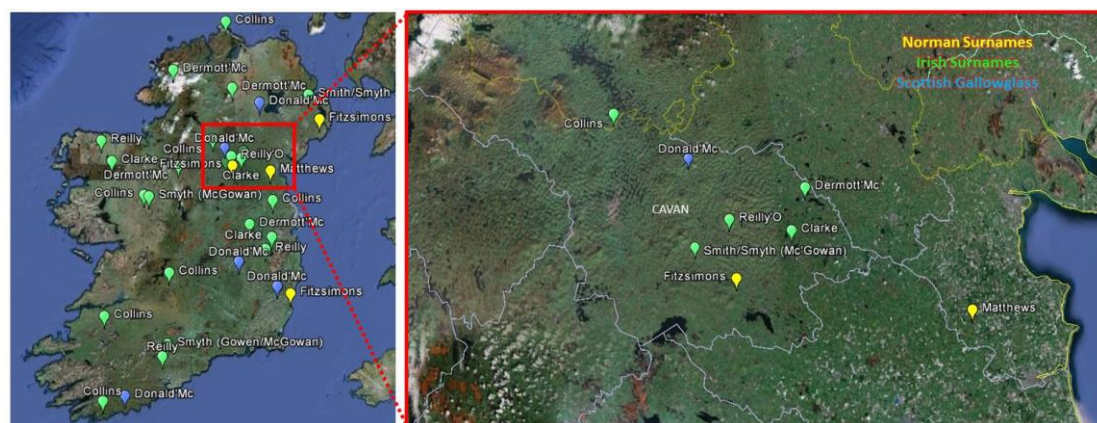 Collins
Dermott'Mc
Dermott'Mc
Smith/Smyth
Donald'Mc
Fitzsimons
Reilly
Donald'Mc
Collins
Reilly'O
Clarke
Fitzsimons
Matthews
Dermott'Mc
Clarke
Collins
Smyth (McGowan)
Collins
Dermott'Mc
Clarke
Reilly
Donald'Mc
Collins
Donald'Mc
Fitzsimons
Collins
Smyth (Gowen/McGowan)
Reilly
Collins
Donald'Mc
Norman Surnames
Irish Surnames
Scottish Gallowglass
Collins
Donald'Mc
Dermott'Mc
CAVAN
Reilly'O
Clarke
Smith/Smyth (Mc'Gowan)
Fitzsimons
Matthews